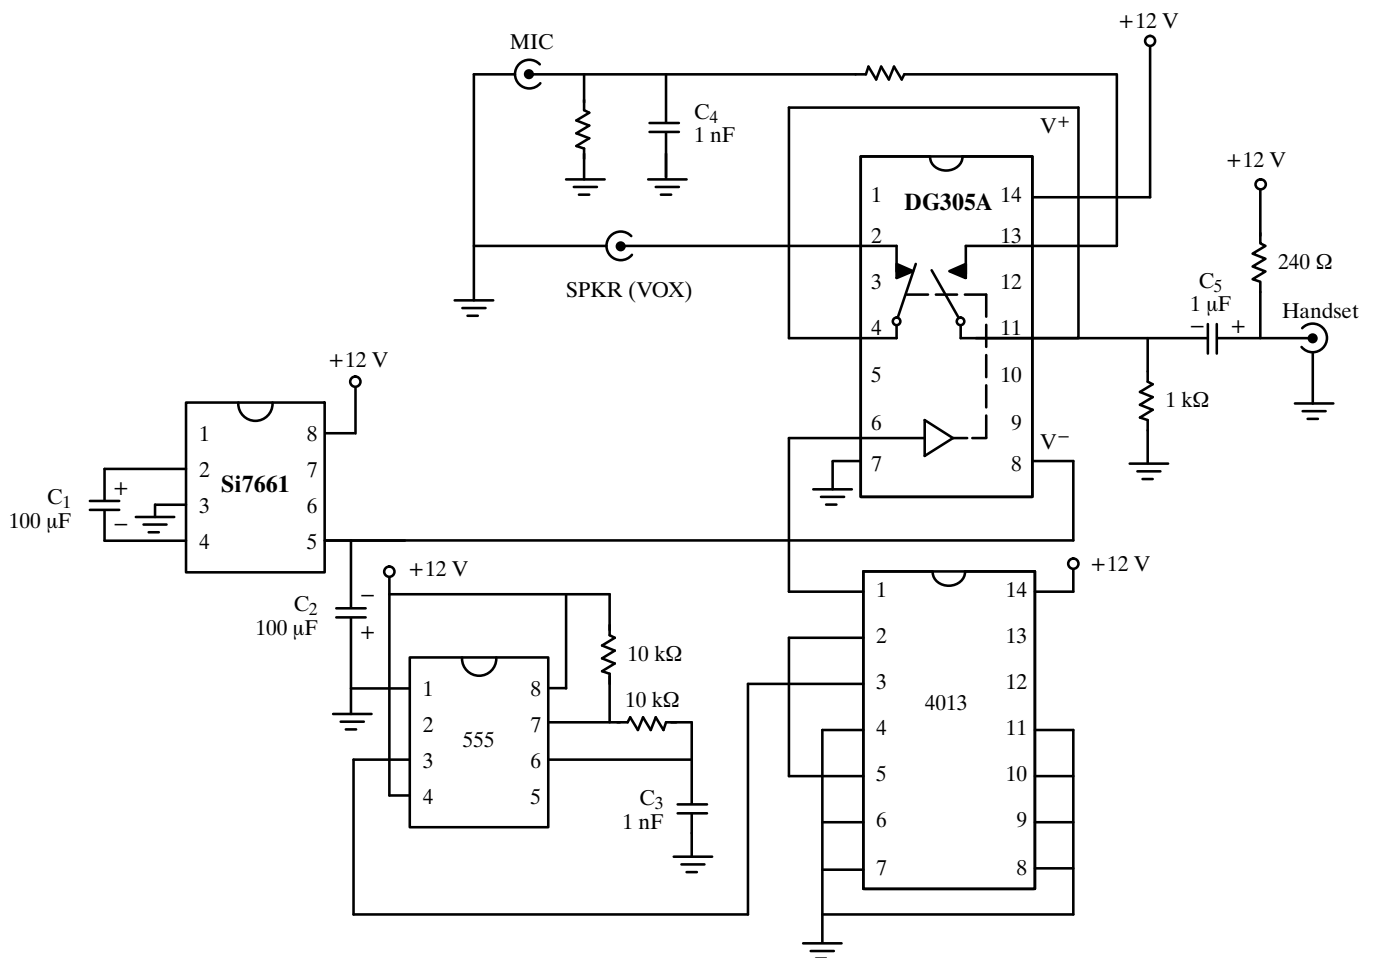 +12 V
MIC
C4
1 nF
V+
+12 V
1
DG305A
14
2
13
240 Ω
3
12
SPKR (VOX)
C5
1 µF
Handset
4
11
− +
+12 V
5
10
1 kΩ
6
9
V−
7
8
1
8
2
7
Si7661
C1
100 µF
+
−
3
6
4
5
+12 V
+12 V
C2
100 µF
−
+
1
14
2
13
10 kΩ
3
12
10 kΩ
4013
1
8
2
7
555
3
6
4
5
C3
1 nF
4
11
5
10
6
9
7
8